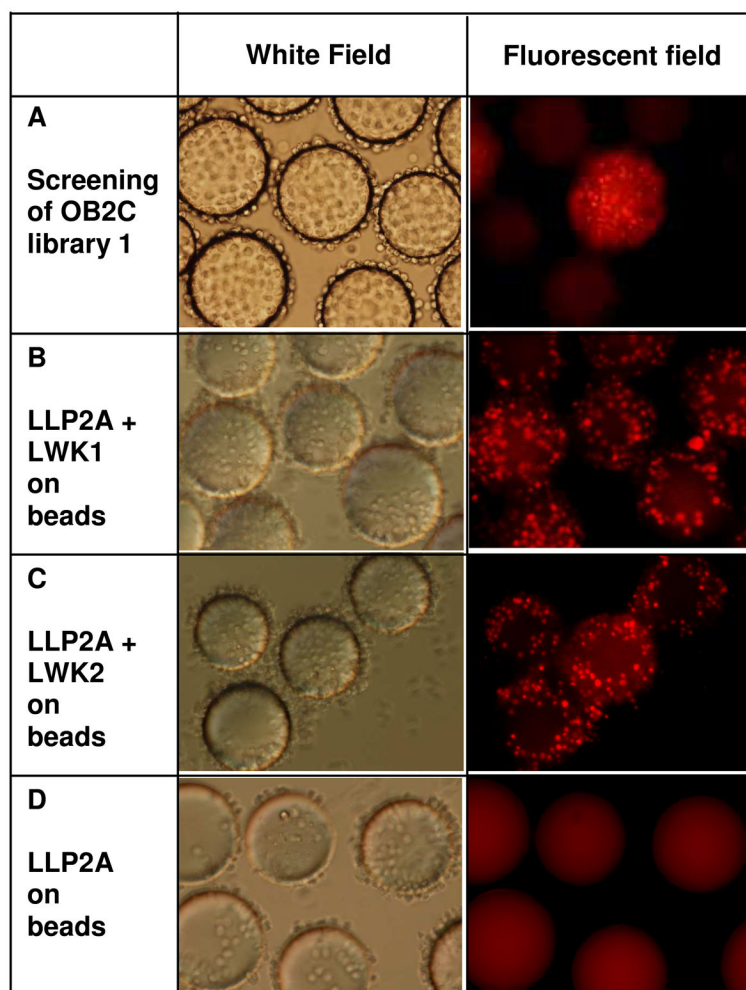 White Field
Fluorescent field
A
Screening
of OB2C
library 1
B
LLP2A +
LWK1
on
beads
C
LLP2A +
LWK2
on
beads
D
LLP2A
on
beads